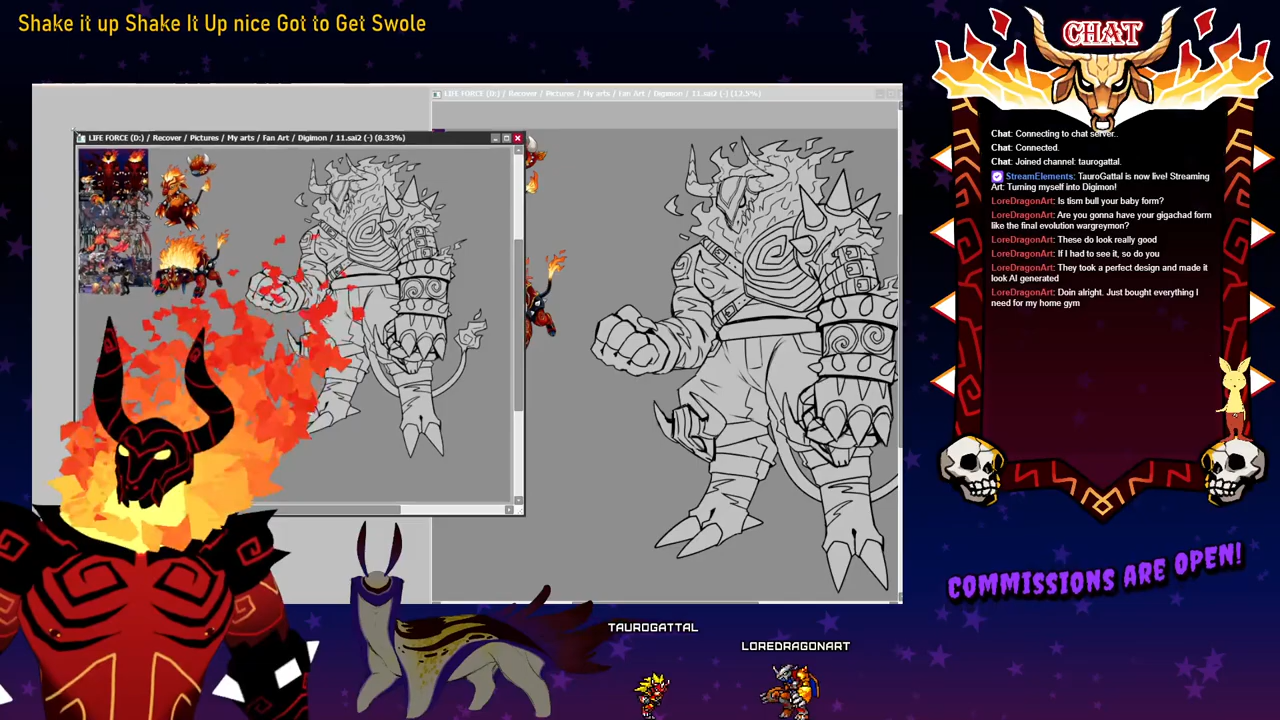 Shake it up Shake It Up nice Got to Get Swole
CHAT
LIFE FORCE (D:) / Recover / Pictures / My arts / Fan Art / Digimon / 11.sai2 (-) (12.5%)
LIFE FORCE (D:) / Recover / Pictures / My arts / Fan Art / Digimon / 11.sai2 (-) (8.33%)
Chat: Connecting to chat server..
Chat: Connected.
Chat: Joined channel: taurogattal.
StreamElements: TauroGattal is now live! Streaming
Art: Turning myself into Digimon!
LoreDragonArt: Is tism bull your baby form?
LoreDragonArt: Are you gonna have your gigachad form
like the final evolution wargreymon?
LoreDragonArt: These do look really good
LoreDragonArt: If I had to see it, so do you
LoreDragonArt: They took a perfect design and made it
look AI generated
LoreDragonArt: Doin alright. Just bought everything I
need for my home gym
COMMISSIONS ARE OPEN!
TAUROGATTAL
LOREDRAGONART